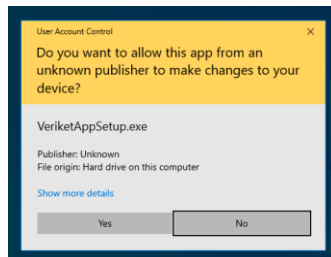 User Account Control
Do you want to allow this app from an
unknown publisher to make changes to your
device?
VeriketAppSetup.exe
Publisher: Unknown
File origin: Hard drive on this computer
Show more details
Yes
No